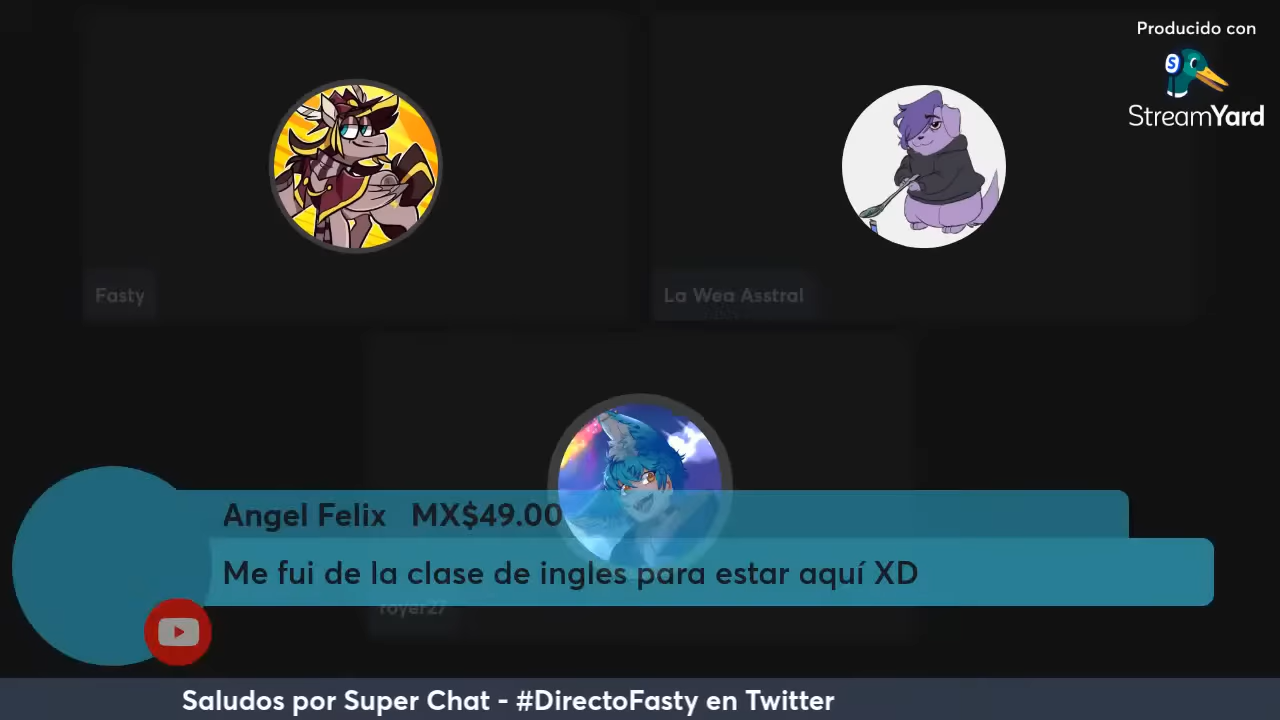 Producido con
StreamYard
Fasty
La Wea Asstral
Angel Felix MX$49.00
Me fui de la clase de ingles para estar aquí XD
royer27
Saludos por Super Chat - #DirectoFasty en Twitter